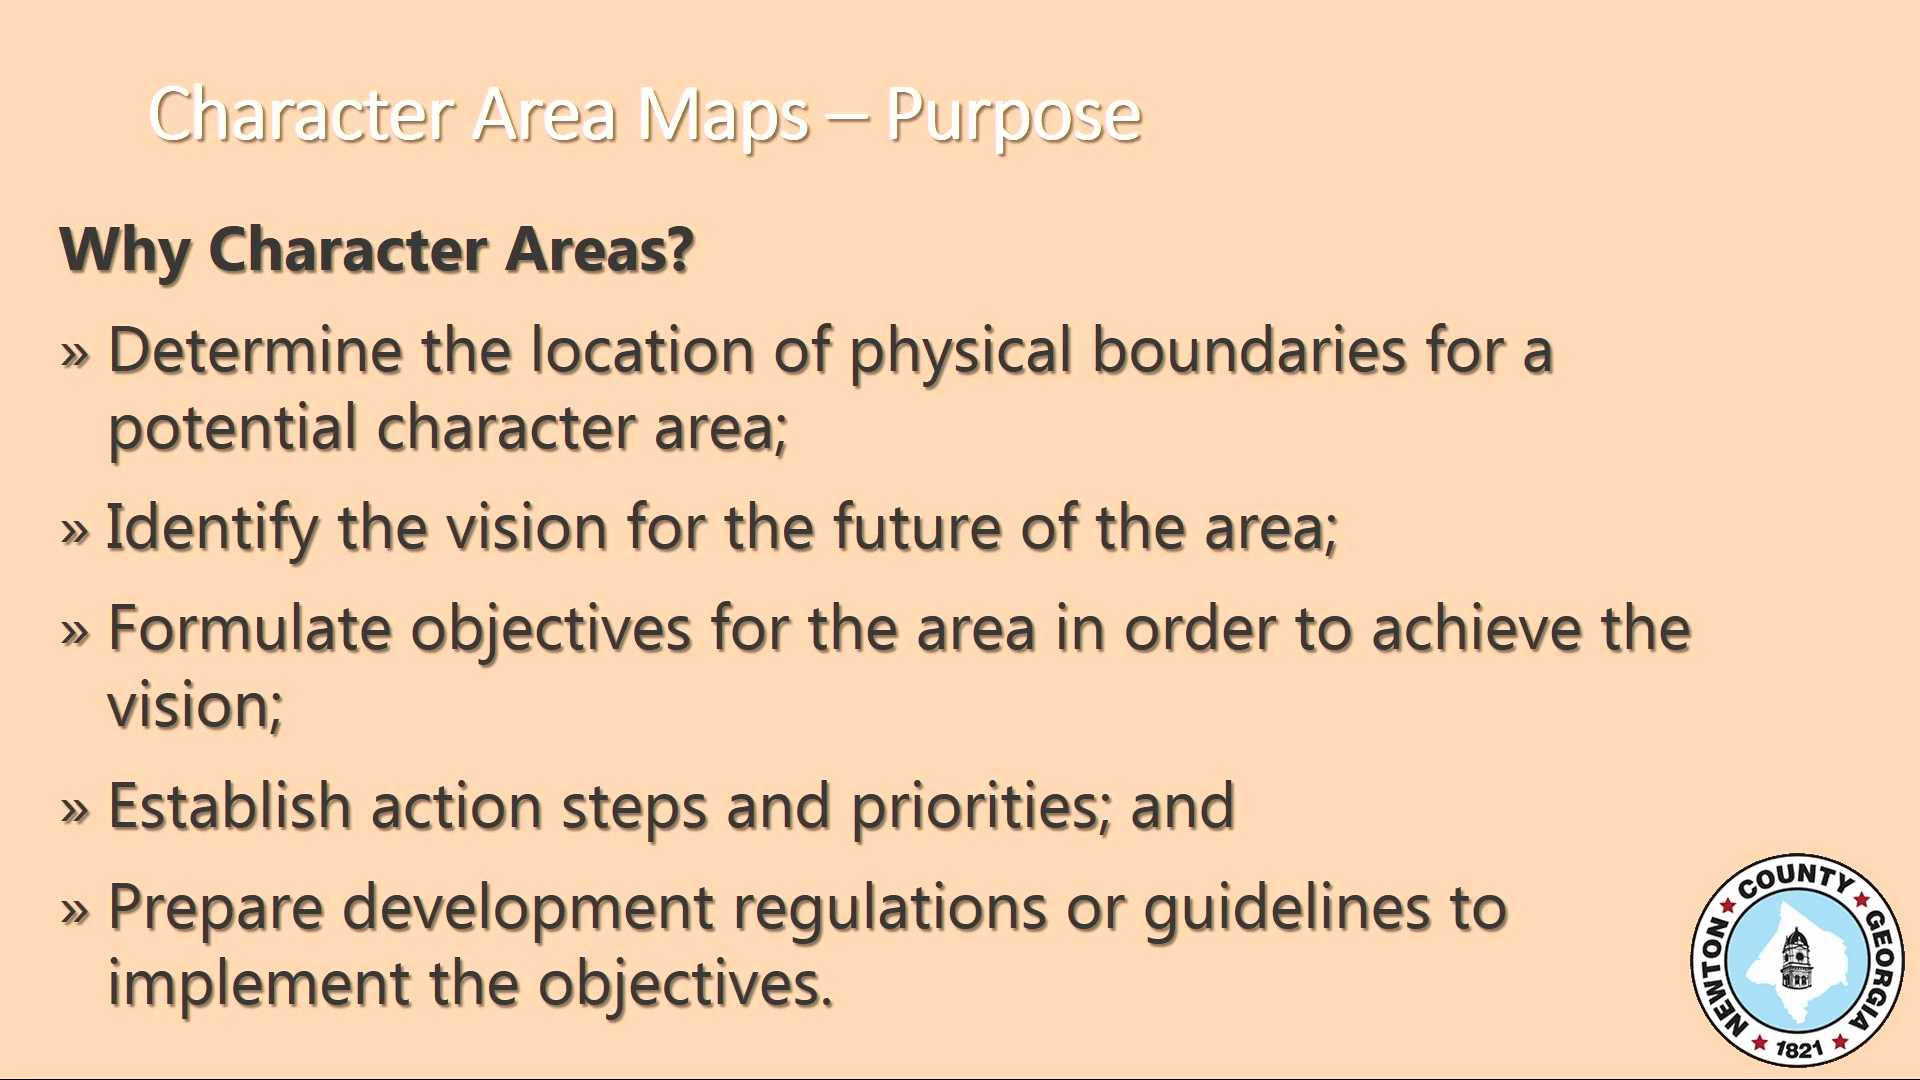 Character Area Maps – Purpose
Why Character Areas?
» Determine the location of physical boundaries for a
potential character area;
» Identify the vision for the future of the area;
» Formulate objectives for the area in order to achieve the
vision;
» Establish action steps and priorities; and
» Prepare development regulations or guidelines to
implement the objectives.
NEWTON COUNTY GEORGIA
1821